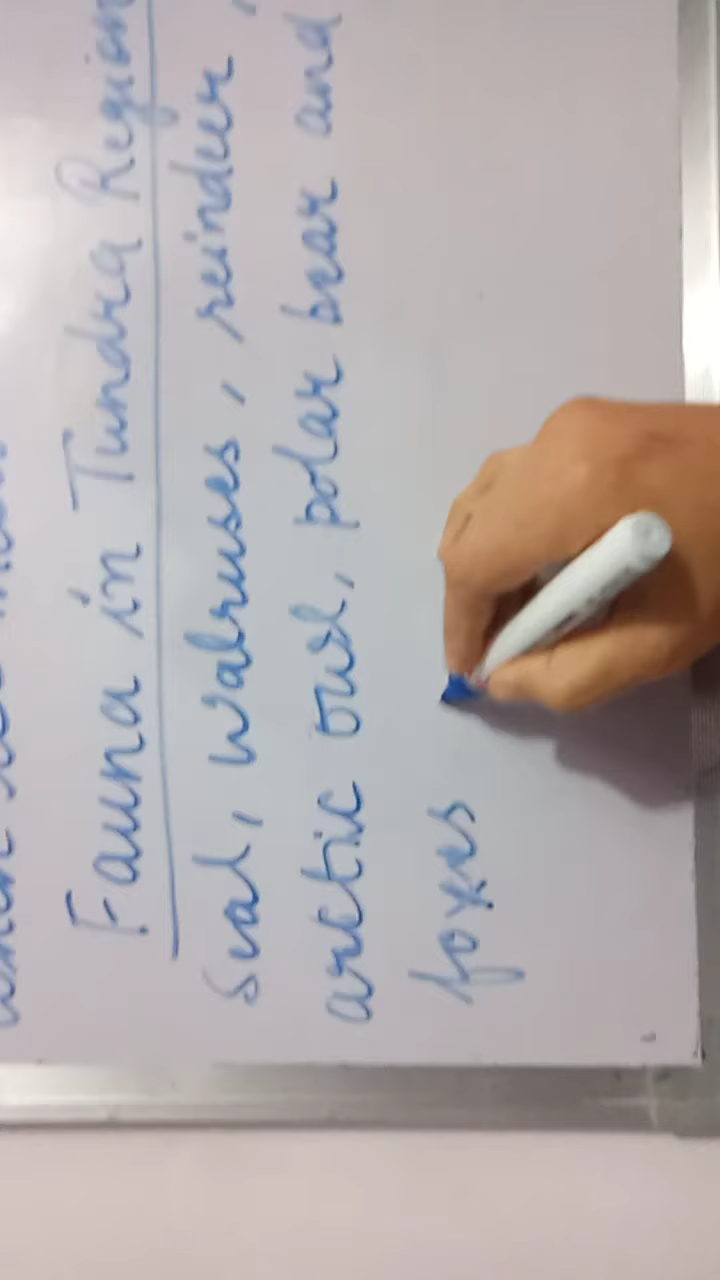 Fauna in Tundra Region
Seal, walruses, reindeer,
arctic owl, polar bear and
foxes